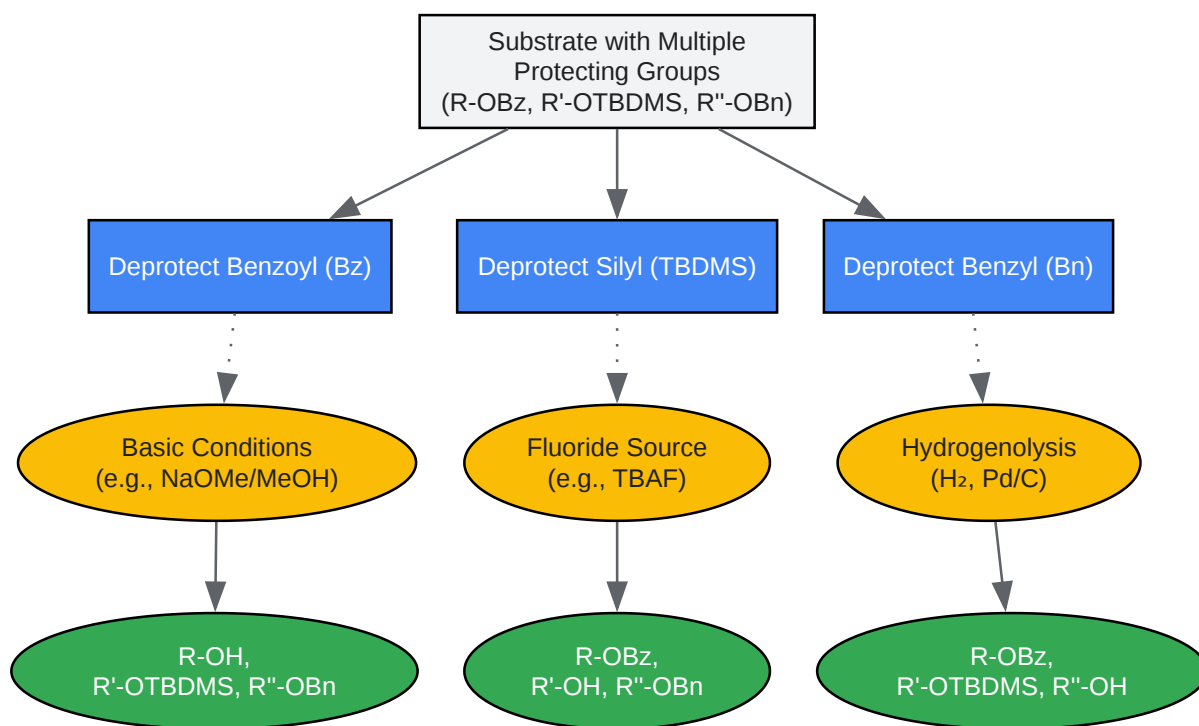 Substrate with Multiple
Protecting Groups
(R-OBz, R'-OTBDMS, R''-OBn)
Deprotect Benzoyl (Bz)
Deprotect Silyl (TBDMS)
Deprotect Benzyl (Bn)
Basic Conditions
(e.g., NaOMe/MeOH)
Fluoride Source
(e.g., TBAF)
Hydrogenolysis
(H₂, Pd/C)
R-OH,
R'-OTBDMS, R''-OBn
R-OBz,
R'-OH, R''-OBn
R-OBz,
R'-OTBDMS, R''-OH